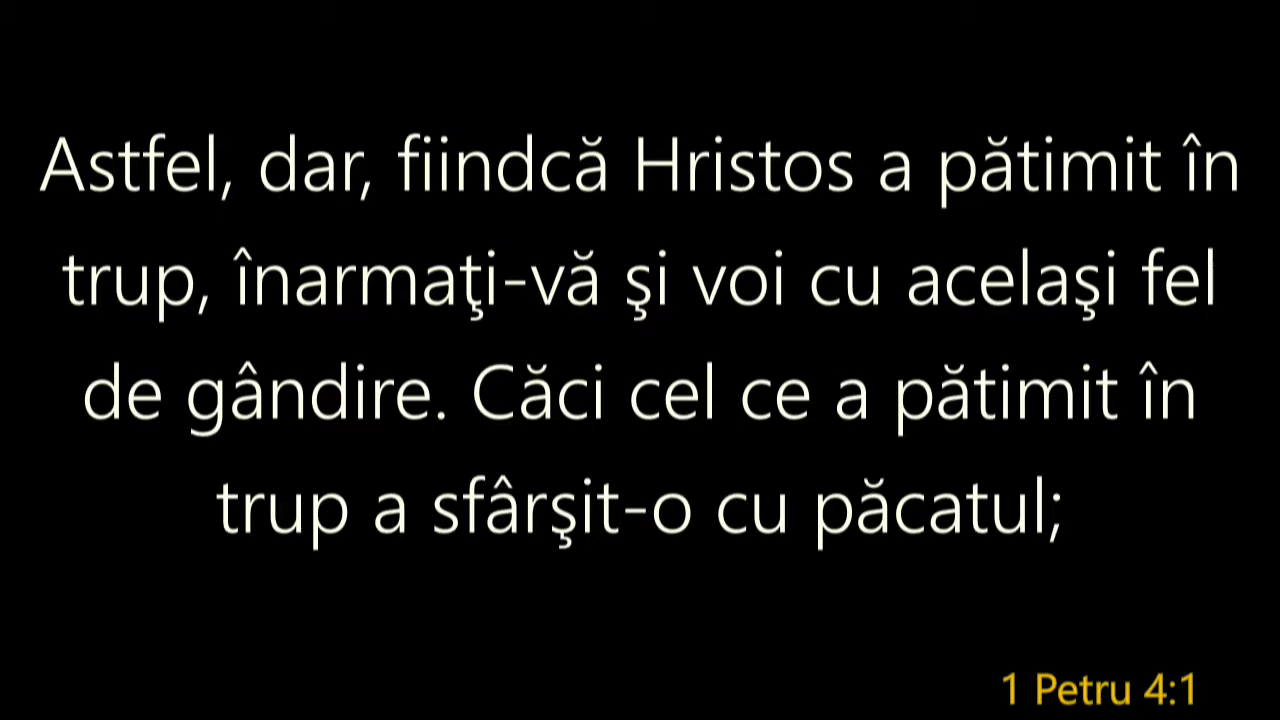 Astfel, dar, fiindcă Hristos a pătimit în
trup, înarmaţi-vă şi voi cu acelaşi fel
de gândire. Căci cel ce a pătimit în
trup a sfârşit-o cu păcatul;
1 Petru 4:1